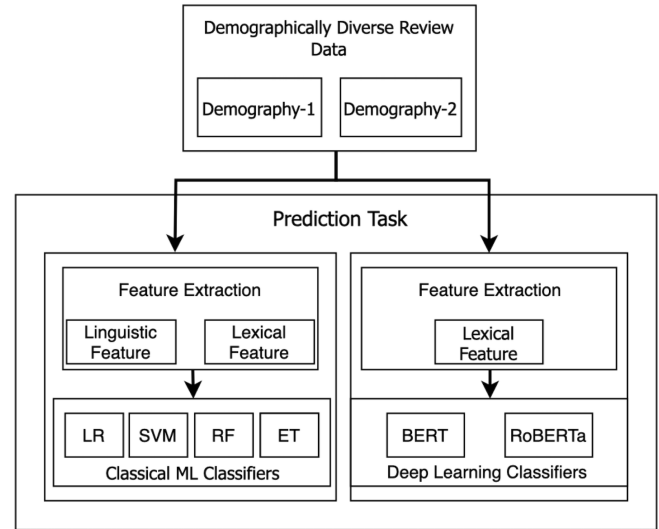 Demographically Diverse Review
Data
Demography-1
Demography-2
Prediction Task
Feature Extraction
Linguistic
Feature
Lexical
Feature
LR
SVM
RF
ET
Classical ML Classifiers
Feature Extraction
Lexical
Feature
BERT
RoBERTa
Deep Learning Classifiers